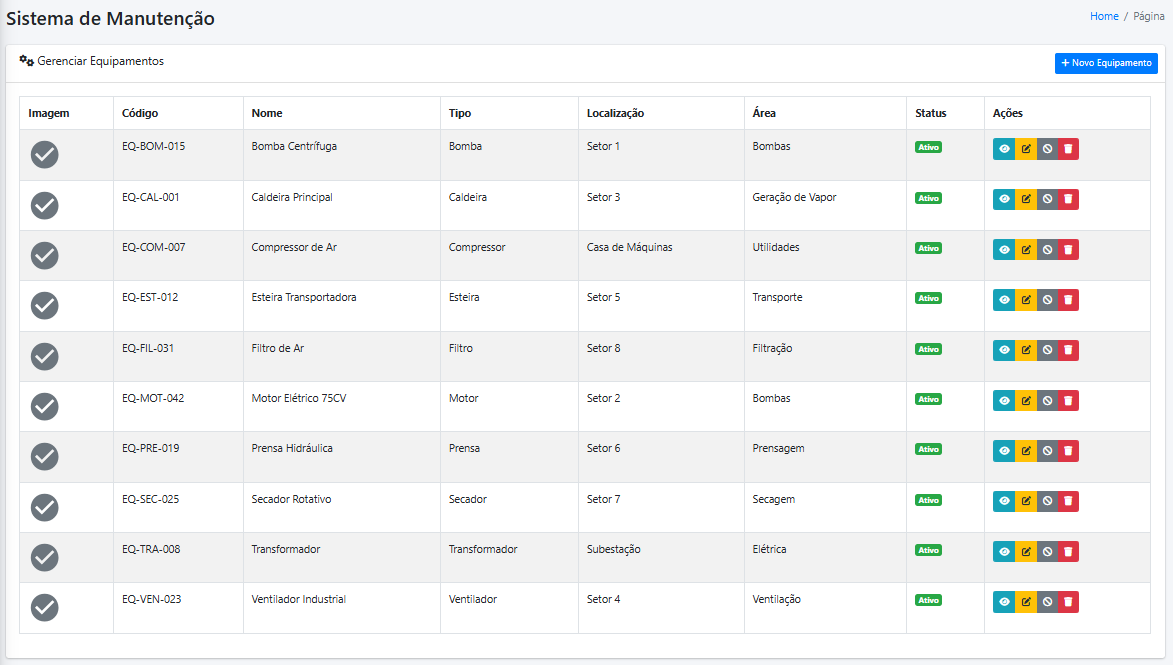 Sistema de Manutenção
Home / Página
Gerenciar Equipamentos
+ Novo Equipamento
Imagem Código Nome Tipo Localização Área Status Ações
EQ-BOM-015 Bomba Centrífuga Bomba Setor 1 Bombas Ativo
EQ-CAL-001 Caldeira Principal Caldeira Setor 3 Geração de Vapor Ativo
EQ-COM-007 Compressor de Ar Compressor Casa de Máquinas Utilidades Ativo
EQ-EST-012 Esteira Transportadora Esteira Setor 5 Transporte Ativo
EQ-FIL-031 Filtro de Ar Filtro Setor 8 Filtração Ativo
EQ-MOT-042 Motor Elétrico 75CV Motor Setor 2 Bombas Ativo
EQ-PRE-019 Prensa Hidráulica Prensa Setor 6 Prensagem Ativo
EQ-SEC-025 Secador Rotativo Secador Setor 7 Secagem Ativo
EQ-TRA-008 Transformador Transformador Subestação Elétrica Ativo
EQ-VEN-023 Ventilador Industrial Ventilador Setor 4 Ventilação Ativo